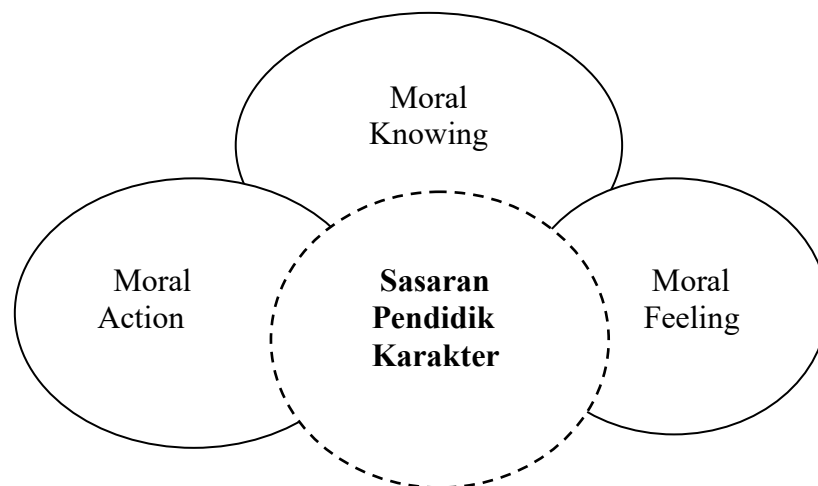 Moral
Knowing
Moral
Action
Sasaran
Pendidik
Karakter
Moral
Feeling